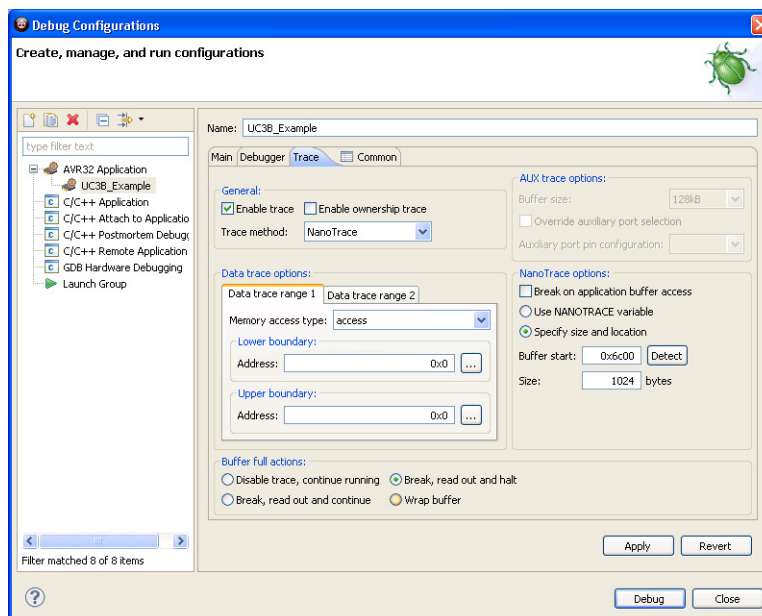 Debug Configurations
Create, manage, and run configurations
type filter text
AVR32 Application
UC3B_Example
C/C++ Application
C/C++ Attach to Applicatio
C/C++ Postmortem Debugg
C/C++ Remote Application
GDB Hardware Debugging
Launch Group
Filter matched 8 of 8 items
Name: UC3B_Example
Main Debugger Trace Common
General:
Enable trace Enable ownership trace
Trace method: NanoTrace
AUX trace options:
Buffer size: 128kB
Override auxiliary port selection
Auxiliary port pin configuration:
Data trace options:
Data trace range 1 Data trace range 2
Memory access type: access
Lower boundary:
Address: 0x0 ...
Upper boundary:
Address: 0x0 ...
NanoTrace options:
Break on application buffer access
Use NANOTRACE variable
Specify size and location
Buffer start: 0x6c00 Detect
Size: 1024 bytes
Buffer full actions:
Disable trace, continue running Break, read out and halt
Break, read out and continue Wrap buffer
Apply Revert
? Debug Close